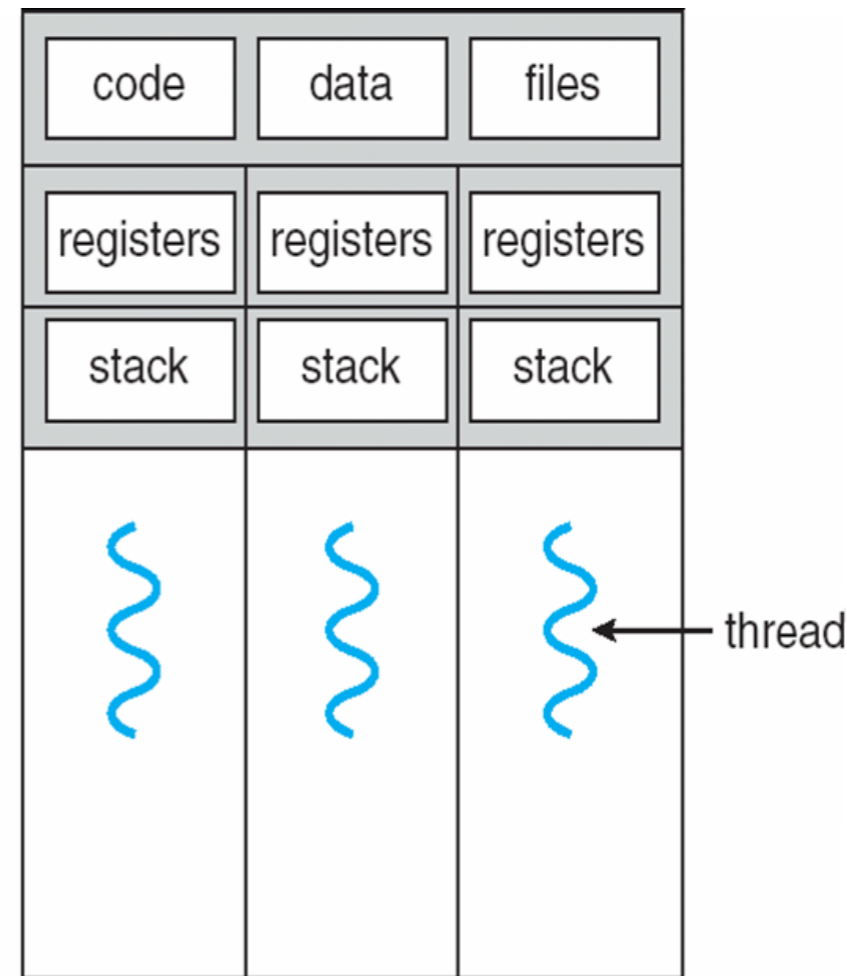 code data files
registers registers registers
stack stack stack
thread